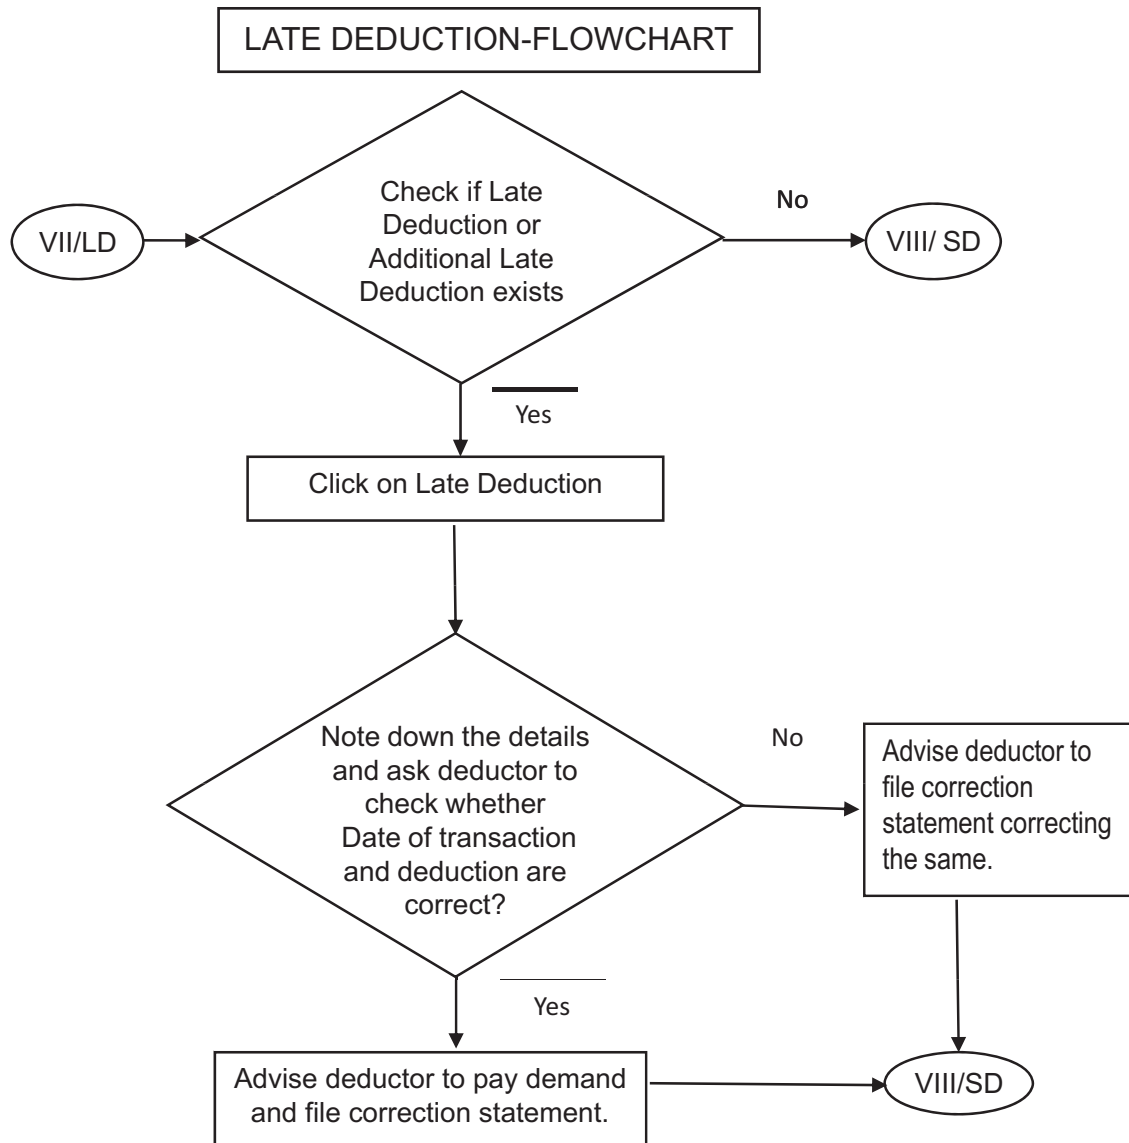 LATE DEDUCTION-FLOWCHART
Check if Late
Deduction or
Additional Late
Deduction exists
No
VII/LD
VIII/ SD
Yes
Click on Late Deduction
Note down the details
and ask deductor to
check whether
Date of transaction
and deduction are
correct?
No
Advise deductor to
file correction
statement correcting
the same.
Yes
Advise deductor to pay demand
and file correction statement.
VIII/SD